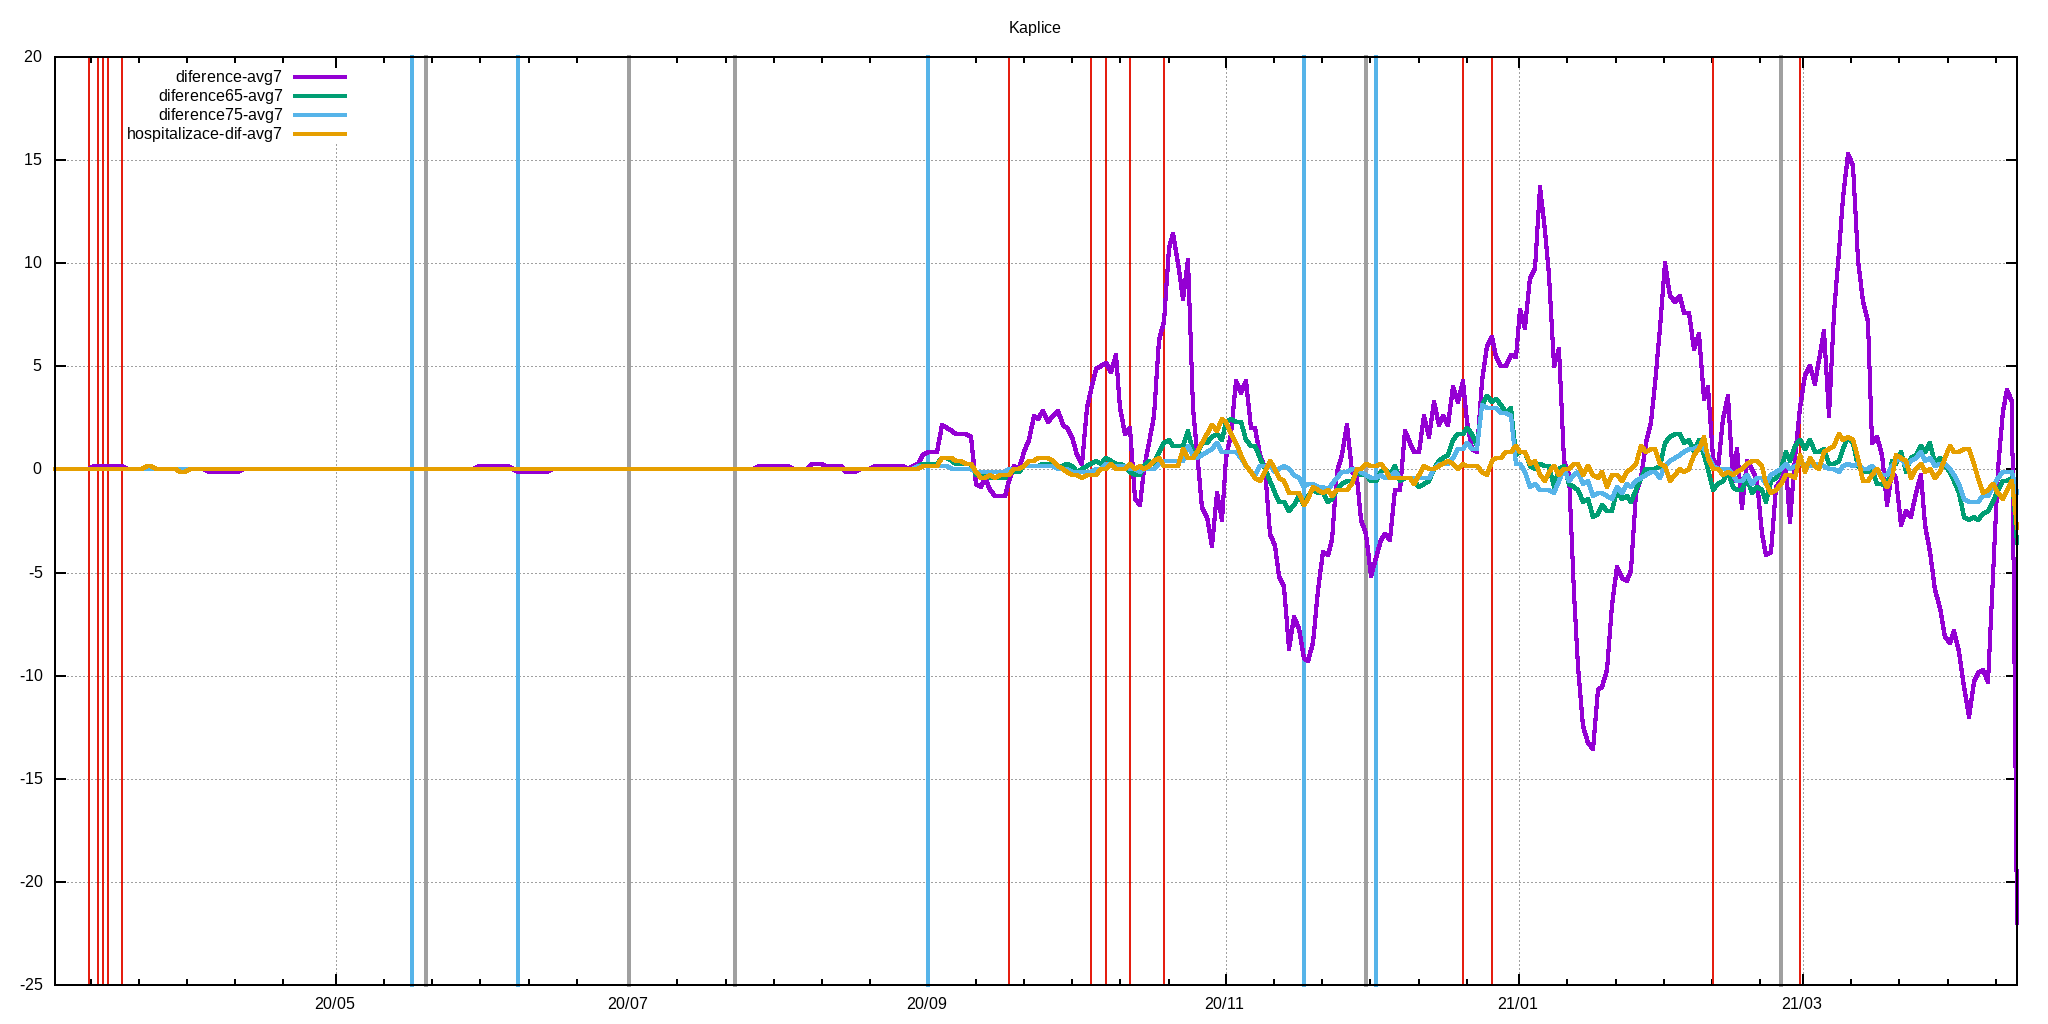 Kaplice
20
diference-avg7
diference65-avg7
diference75-avg7
hospitalizace-dif-avg7
15
10
5
0
-5
-10
-15
-20
-25
20/05 20/07 20/09 20/11 21/01 21/03